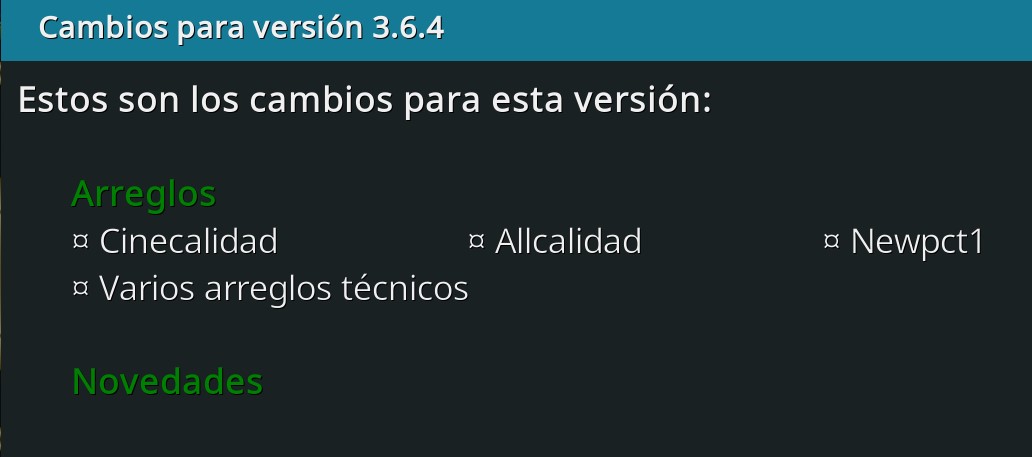 Cambios para versión 3.6.4
Estos son los cambios para esta versión:
Arreglos
¤ Cinecalidad ¤ Allcalidad ¤ Newpct1
¤ Varios arreglos técnicos
Novedades